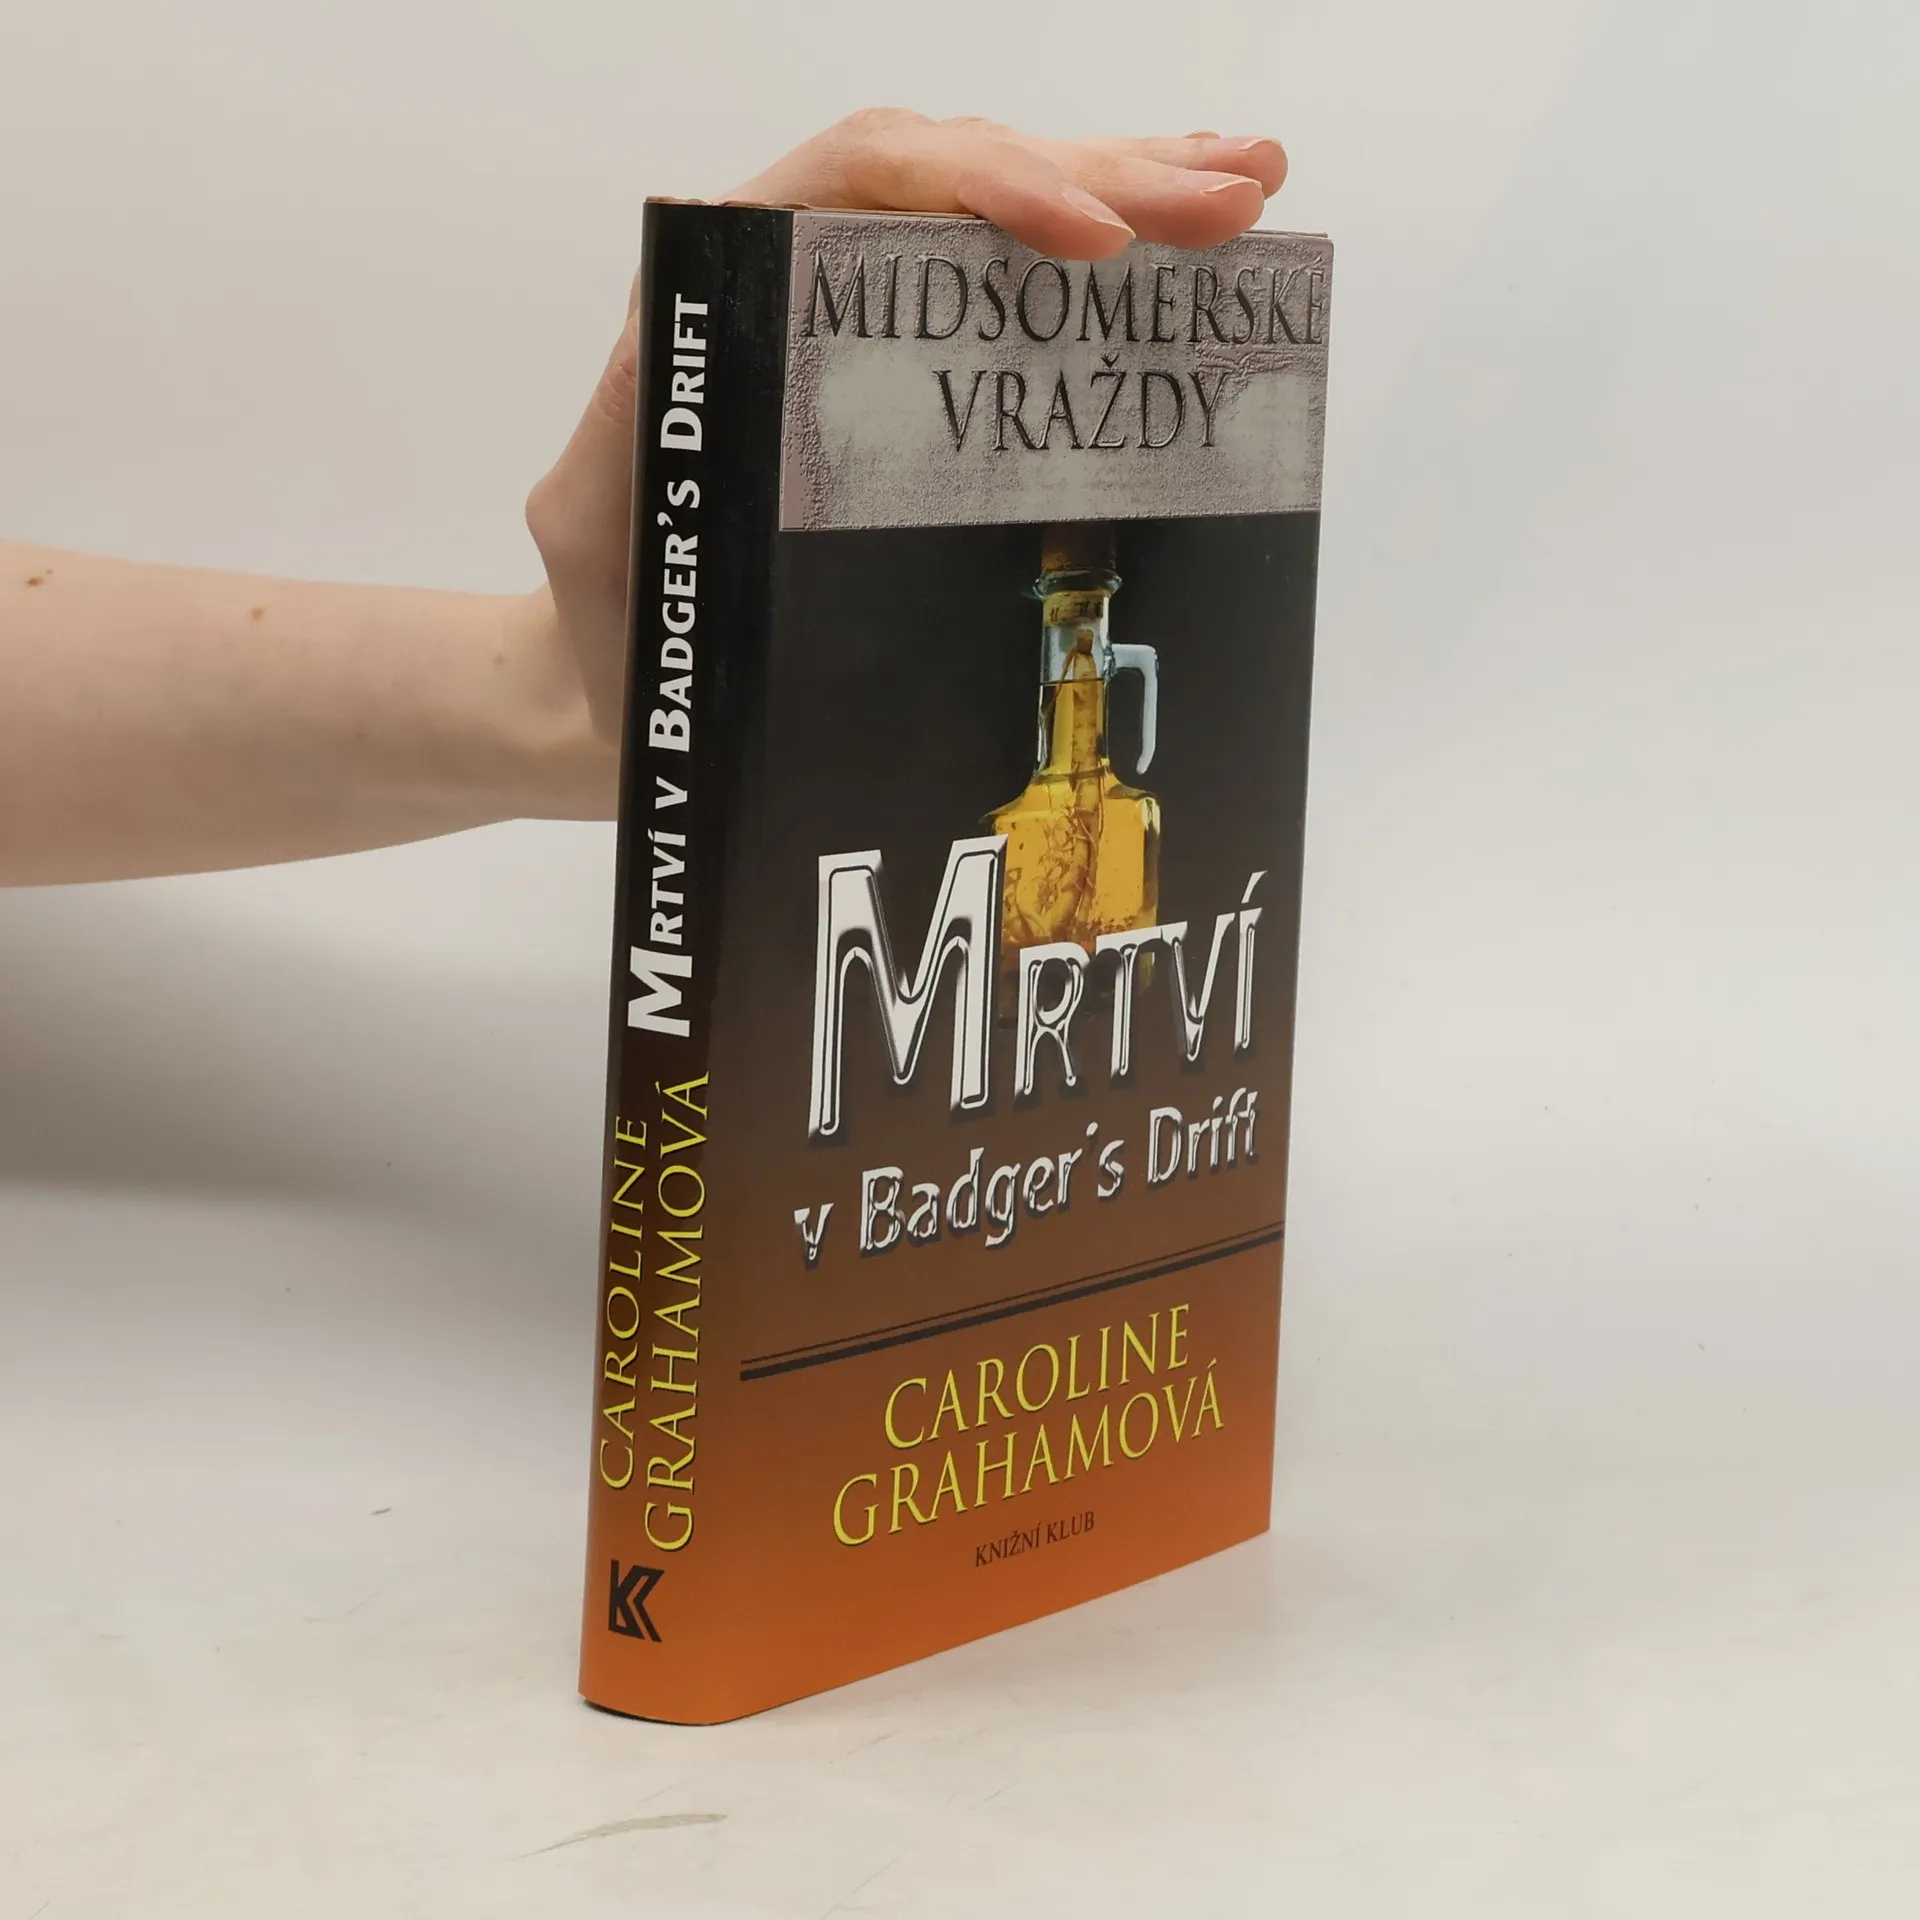 MIDSOMERSKÉ
VRAŽDY
MRTVÍ
v Badger's Drift
CAROLINE
GRAHAMOVÁ
KNIŽNÍ KLUB
CAROLINE
GRAHAMOVÁ
MRTVÍ V BADGER'S DRIFT